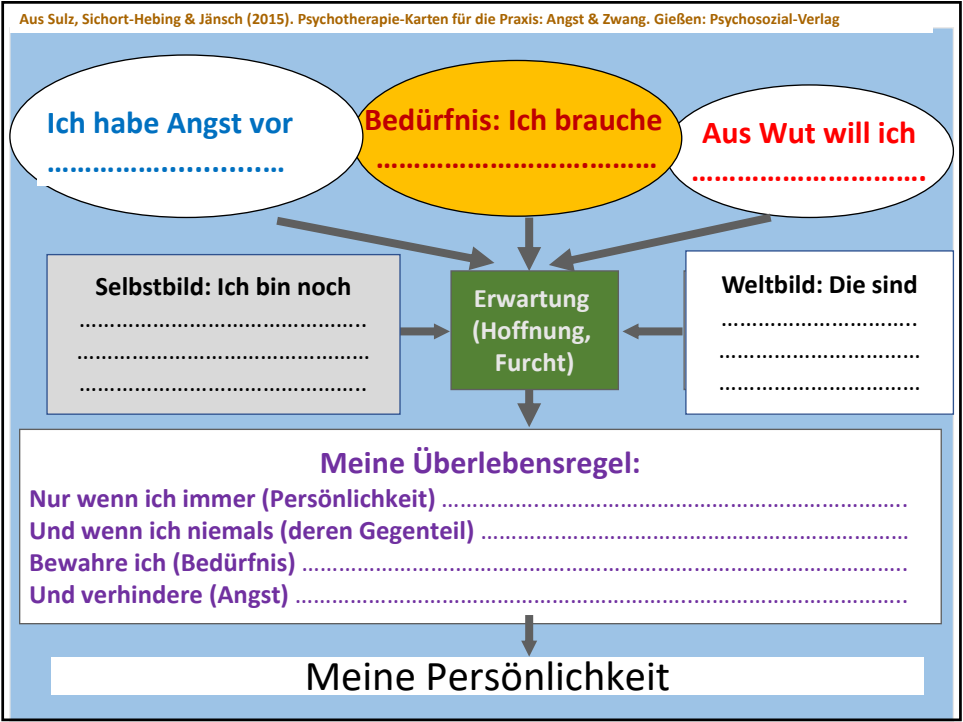 Aus Sulz, Sichort-Hebing & Jänsch (2015). Psychotherapie-Karten für die Praxis: Angst & Zwang. Gießen: Psychosozial-Verlag
Ich habe Angst vor
…………………………
Bedürfnis: Ich brauche
………………………………
Aus Wut will ich
………………………….
Selbstbild: Ich bin noch
………………………………………..
…………………………………………
………………………………………..
Erwartung
(Hoffnung,
Furcht)
Weltbild: Die sind
…………………………..
……………………………
……………………………
Meine Überlebensregel:
Nur wenn ich immer (Persönlichkeit) …………………………………………………………………..
Und wenn ich niemals (deren Gegenteil) ……………………………………………………………
Bewahre ich (Bedürfnis) ………………………………………………………………………………………..
Und verhindere (Angst) …………………………………………………………………………………………..
Meine Persönlichkeit